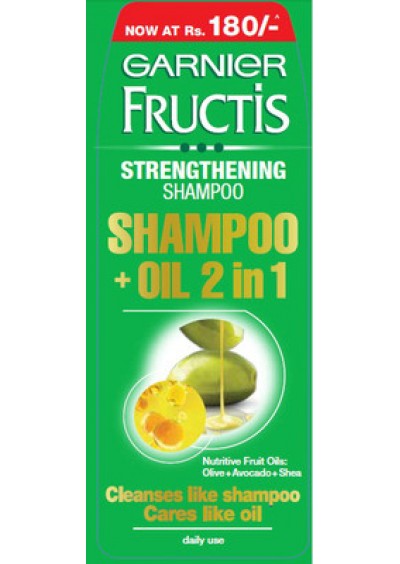 NOW AT Rs. 180/-^
GARNIER
FRUCTIS
STRENGTHENING
SHAMPOO
SHAMPOO
+ OIL 2 in 1
Nutritive Fruit Oils:
Olive+Avocado+Shea
Cleanses like shampoo
Cares like oil
daily use